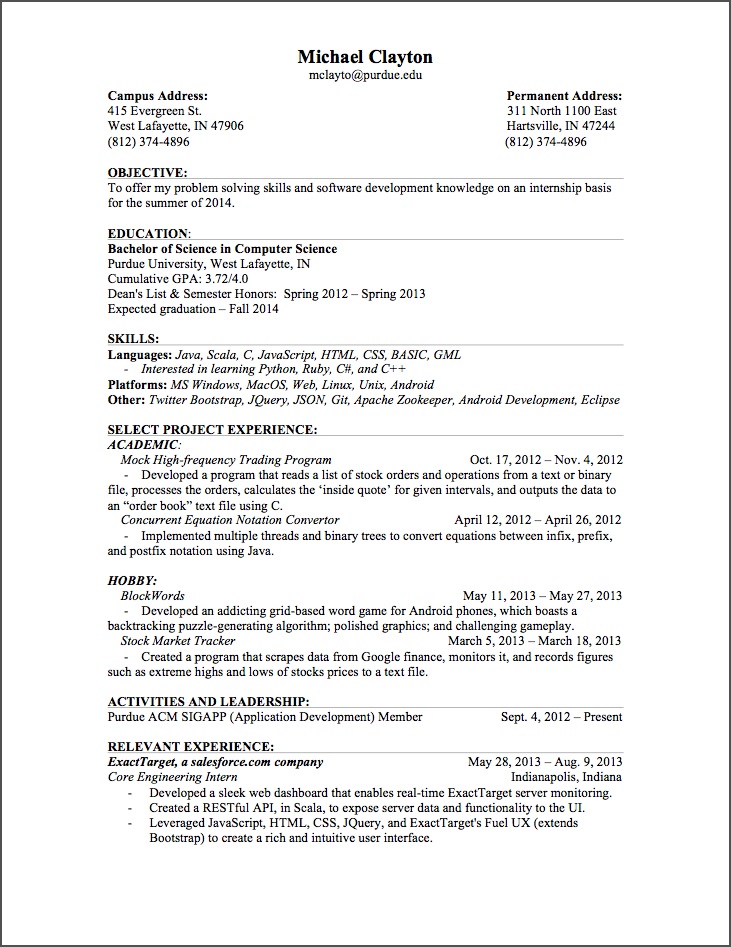 Michael Clayton
mclayto@purdue.edu
Campus Address: Permanent Address:
415 Evergreen St. 311 North 1100 East
West Lafayette, IN 47906 Hartsville, IN 47244
(812) 374-4896 (812) 374-4896
OBJECTIVE:
To offer my problem solving skills and software development knowledge on an internship basis
for the summer of 2014.
EDUCATION:
Bachelor of Science in Computer Science
Purdue University, West Lafayette, IN
Cumulative GPA: 3.72/4.0
Dean's List & Semester Honors: Spring 2012 – Spring 2013
Expected graduation – Fall 2014
SKILLS:
Languages: Java, Scala, C, JavaScript, HTML, CSS, BASIC, GML
- Interested in learning Python, Ruby, C#, and C++
Platforms: MS Windows, MacOS, Web, Linux, Unix, Android
Other: Twitter Bootstrap, JQuery, JSON, Git, Apache Zookeeper, Android Development, Eclipse
SELECT PROJECT EXPERIENCE:
ACADEMIC:
Mock High-frequency Trading Program Oct. 17, 2012 – Nov. 4, 2012
- Developed a program that reads a list of stock orders and operations from a text or binary
file, processes the orders, calculates the ‘inside quote’ for given intervals, and outputs the data to
an “order book” text file using C.
Concurrent Equation Notation Convertor April 12, 2012 – April 26, 2012
- Implemented multiple threads and binary trees to convert equations between infix, prefix,
and postfix notation using Java.
HOBBY:
BlockWords May 11, 2013 – May 27, 2013
- Developed an addicting grid-based word game for Android phones, which boasts a
backtracking puzzle-generating algorithm; polished graphics; and challenging gameplay.
Stock Market Tracker March 5, 2013 – March 18, 2013
- Created a program that scrapes data from Google finance, monitors it, and records figures
such as extreme highs and lows of stocks prices to a text file.
ACTIVITIES AND LEADERSHIP:
Purdue ACM SIGAPP (Application Development) Member Sept. 4, 2012 – Present
RELEVANT EXPERIENCE:
ExactTarget, a salesforce.com company May 28, 2013 – Aug. 9, 2013
Core Engineering Intern Indianapolis, Indiana
- Developed a sleek web dashboard that enables real-time ExactTarget server monitoring.
- Created a RESTful API, in Scala, to expose server data and functionality to the UI.
- Leveraged JavaScript, HTML, CSS, JQuery, and ExactTarget's Fuel UX (extends
Bootstrap) to create a rich and intuitive user interface.